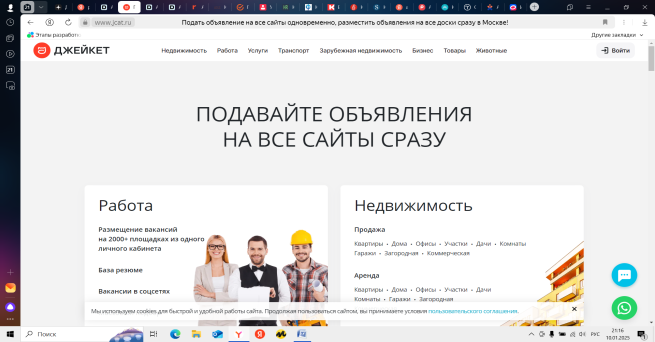 www.jcat.ru
Подать объявление на все сайты одновременно, разместить объявления на все доски сразу в Москве!
Другие закладки
ДЖЕЙКЕТ
Недвижимость Работа Услуги Транспорт Зарубежная недвижимость Бизнес Товары Животные
Войти
ПОДАВАЙТЕ ОБЪЯВЛЕНИЯ
НА ВСЕ САЙТЫ СРАЗУ
Работа
Размещение вакансий
на 2000+ площадках из одного
личного кабинета
База резюме
Вакансии в соцсетях
Недвижимость
Продажа
Квартиры • Дома • Офисы • Участки • Дачи • Комнаты
Гаражи • Загородная • Коммерческая
Аренда
Квартиры • Дома • Офисы • Участки • Дачи
Комнаты • Гаражи • Загородная
Мы используем cookies для быстрой и удобной работы сайта. Продолжая пользоваться сайтом, вы принимаете условия пользовательского соглашения.
Поиск
РУС
21:16
10.01.2025